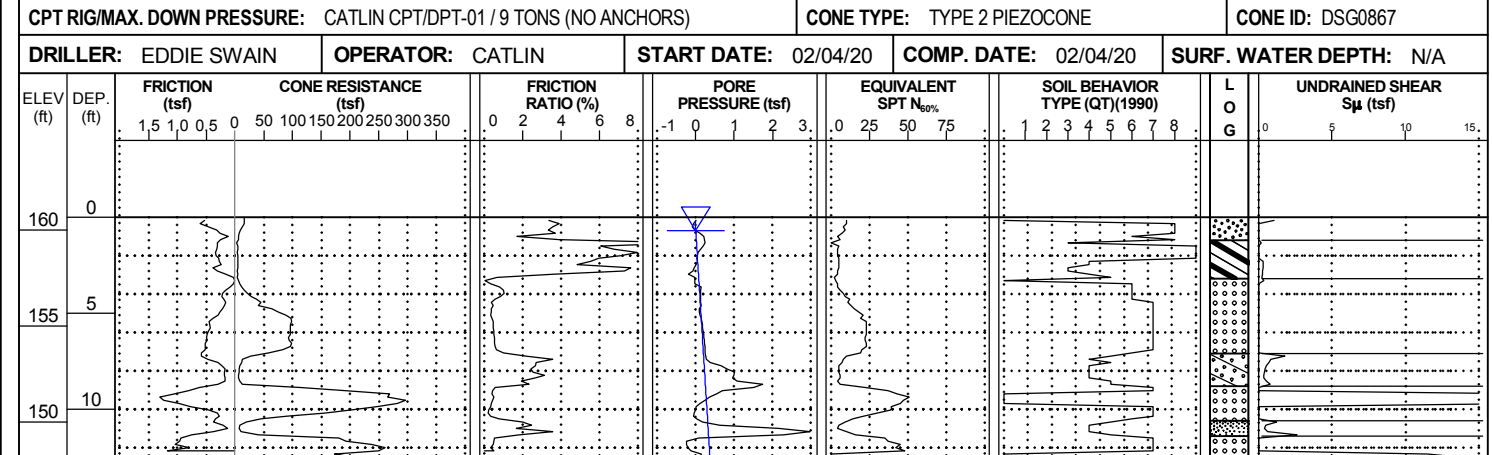 CPT RIG/MAX. DOWN PRESSURE: CATLIN CPT/DPT-01 / 9 TONS (NO ANCHORS) CONE TYPE: TYPE 2 PIEZOCONE CONE ID: DSG0867
DRILLER: EDDIE SWAIN OPERATOR: CATLIN START DATE: 02/04/20 COMP. DATE: 02/04/20 SURF. WATER DEPTH: N/A
ELEV (ft)
DEP. (ft)
FRICTION (tsf)
1.5 1.0 0.5 0
CONE RESISTANCE (tsf)
50 100 150 200 250 300 350
FRICTION RATIO (%)
0 2 4 6 8
PORE PRESSURE (tsf)
-1 0 1 2 3
EQUIVALENT SPT N60%
0 25 50 75
SOIL BEHAVIOR TYPE (QT)(1990)
1 2 3 4 5 6 7 8
L
O
G
UNDRAINED SHEAR Sμ (tsf)
0 5 10 15
160 0
155 5
150 10